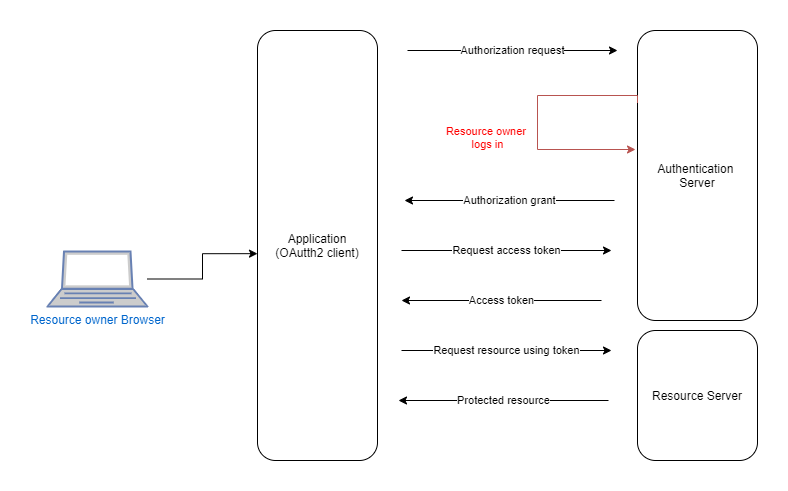 Authorization request
Resource owner
logs in
Authentication
Server
Authorization grant
Application
(OAutth2 client)
Request access token
Access token
Resource owner Browser
Request resource using token
Resource Server
Protected resource